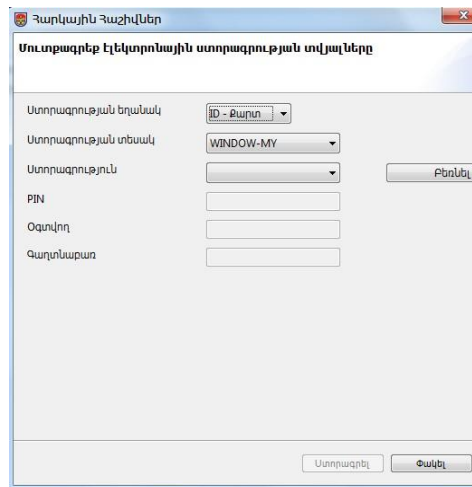 Հարկային Հաշիվներ
Մուտքագրեք էլեկտրոնային ստորագրության տվյալները
Ստորագրության եղանակ ID - Քարտ
Ստորագրության տեսակ WINDOW-MY
Ստորագրություն Բեռնել
PIN
Օգտվող
Գաղտնաբառ
Ստորագրել Փակել